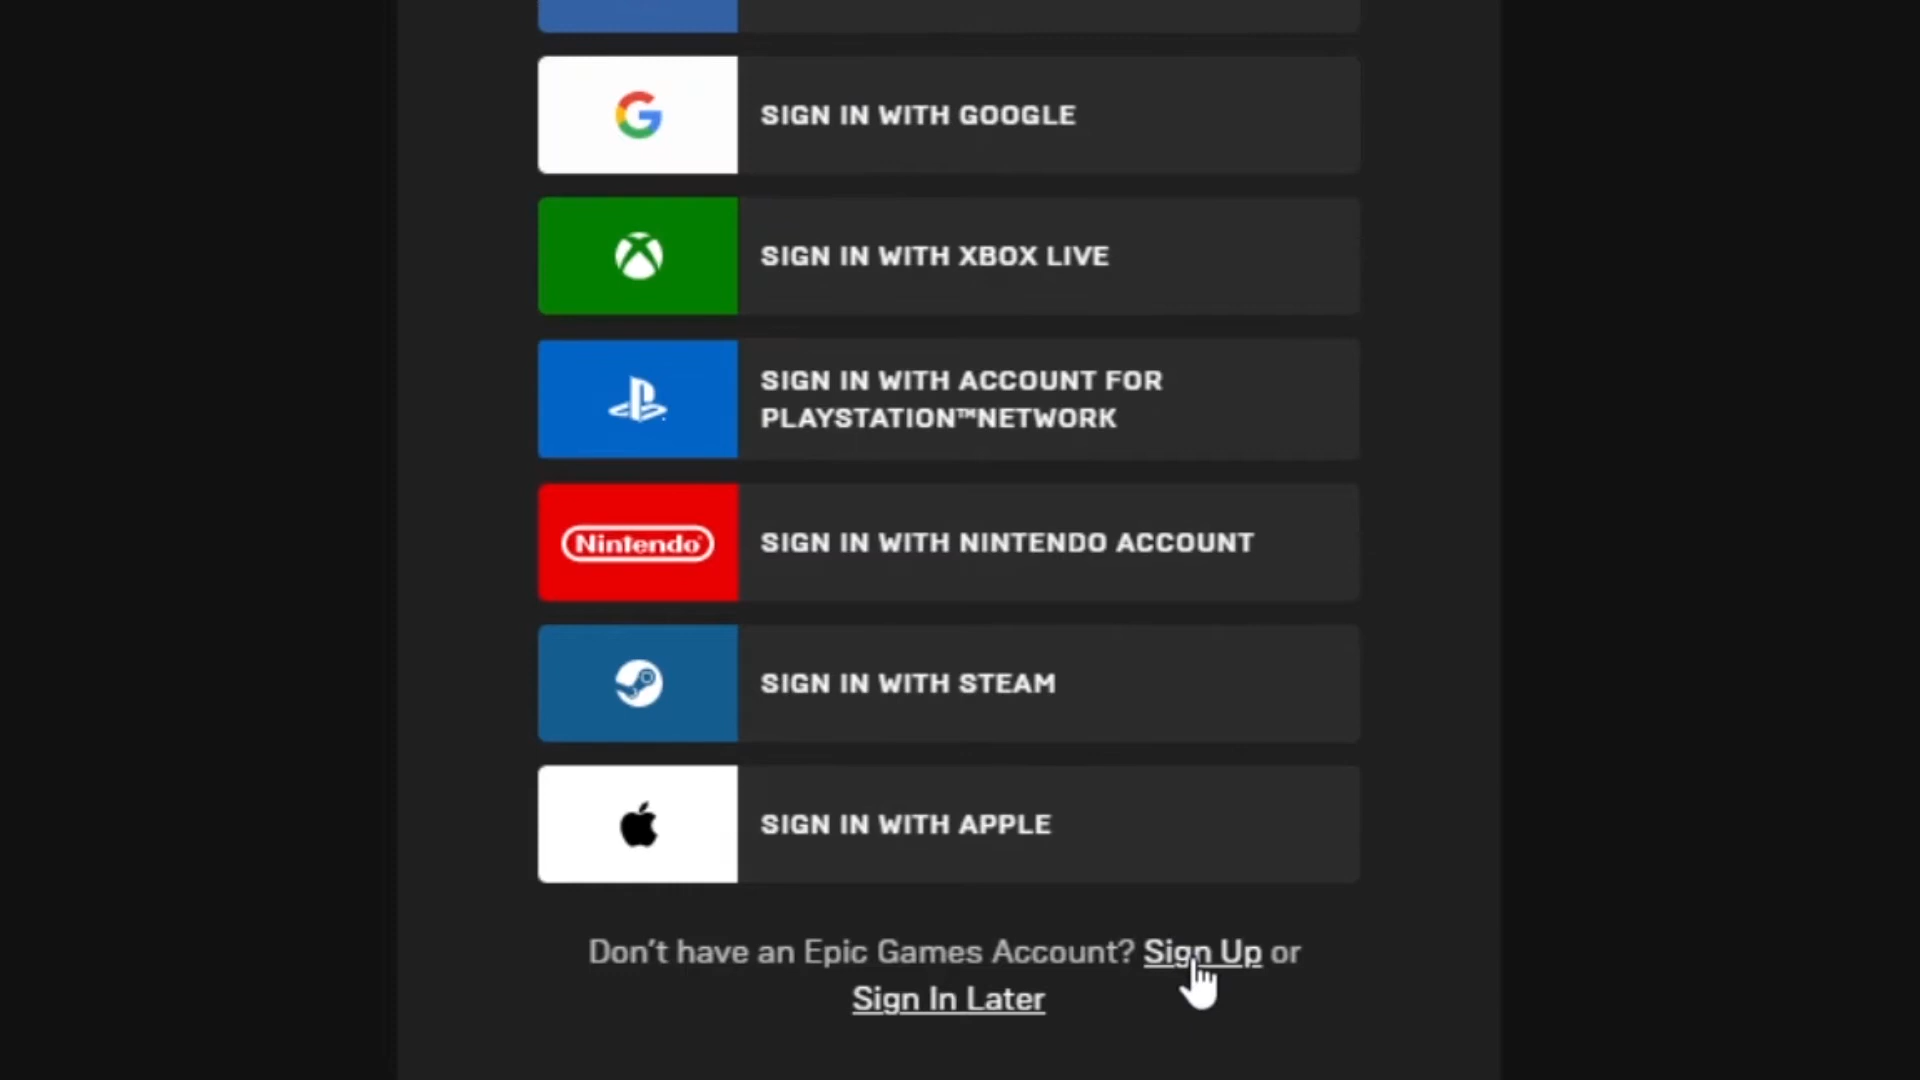 SIGN IN WITH GOOGLE
SIGN IN WITH XBOX LIVE
SIGN IN WITH ACCOUNT FOR
PLAYSTATION™NETWORK
Nintendo
SIGN IN WITH NINTENDO ACCOUNT
SIGN IN WITH STEAM
SIGN IN WITH APPLE
Don't have an Epic Games Account? Sign Up or
Sign In Later